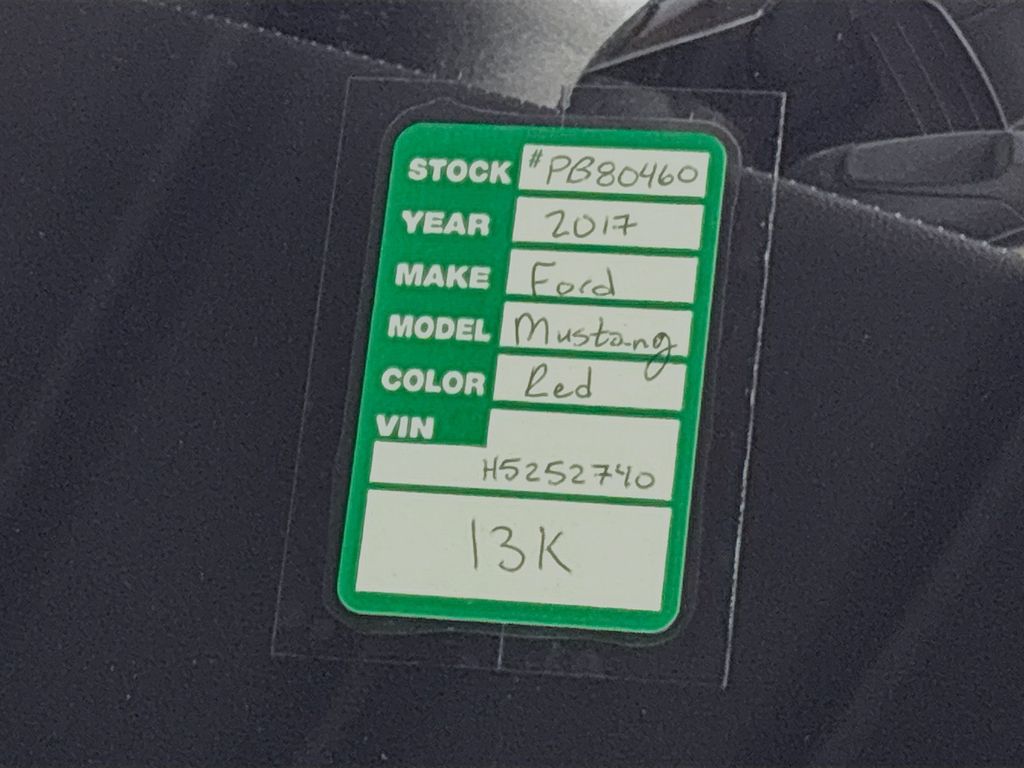 STOCK #PB80460
YEAR 2017
MAKE Ford
MODEL Mustang
COLOR Red
VIN
H5252740
13K